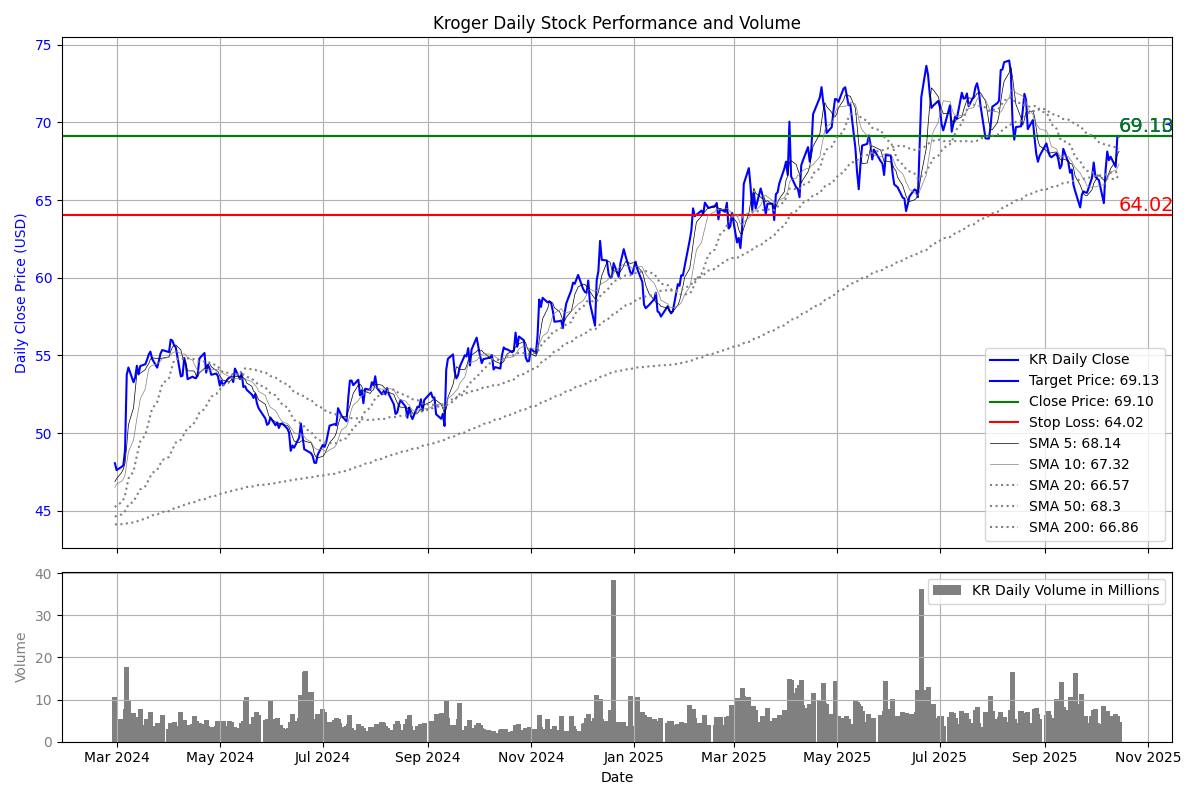 Kroger Daily Stock Performance and Volume
Daily Close Price (USD)
75
70
65
60
55
50
45
69.13
64.02
KR Daily Close
Target Price: 69.13
Close Price: 69.10
Stop Loss: 64.02
SMA 5: 68.14
SMA 10: 67.32
SMA 20: 66.57
SMA 50: 68.3
SMA 200: 66.86
Volume
40
30
20
10
0
KR Daily Volume in Millions
Mar 2024 May 2024 Jul 2024 Sep 2024 Nov 2024 Jan 2025 Mar 2025 May 2025 Jul 2025 Sep 2025 Nov 2025
Date